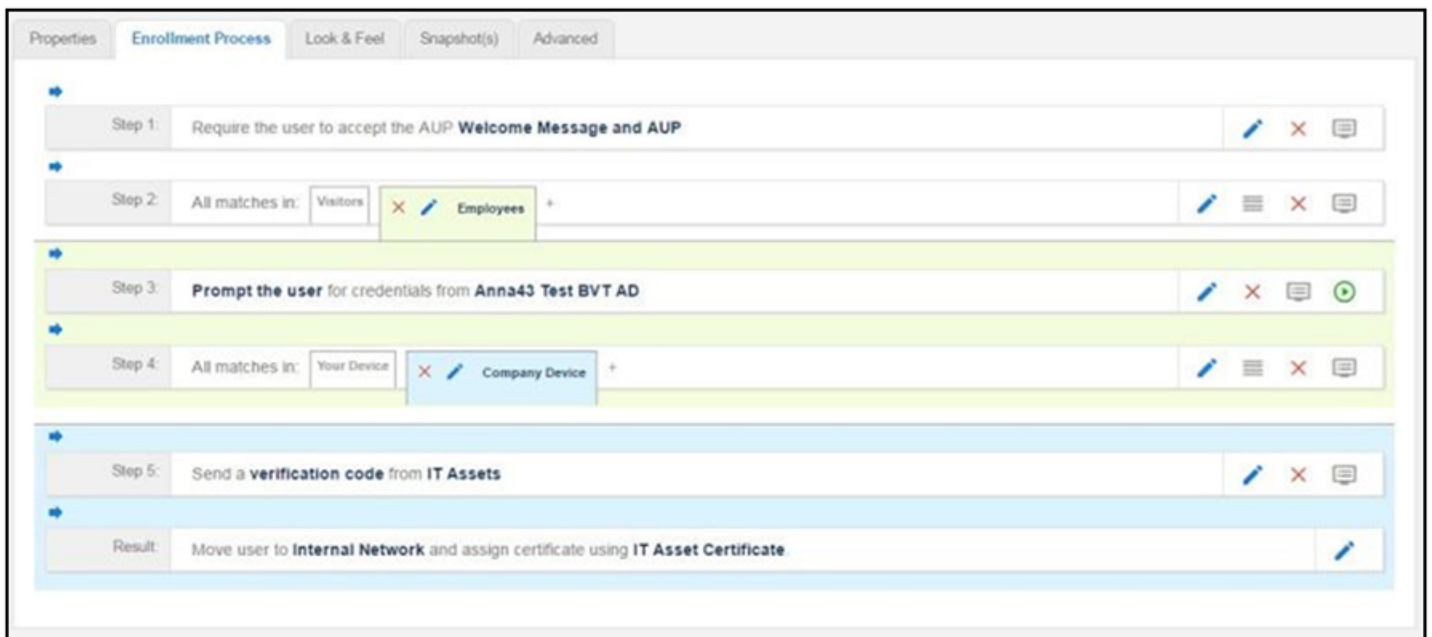 Properties Enrollment Process Look & Feel Snapshot(s) Advanced
Step 1: Require the user to accept the AUP Welcome Message and AUP
Step 2: All matches in: Visitors Employees +
Step 3: Prompt the user for credentials from Anna43 Test BVT AD
Step 4: All matches in: Your Device Company Device +
Step 5: Send a verification code from IT Assets
Result: Move user to Internal Network and assign certificate using IT Asset Certificate.